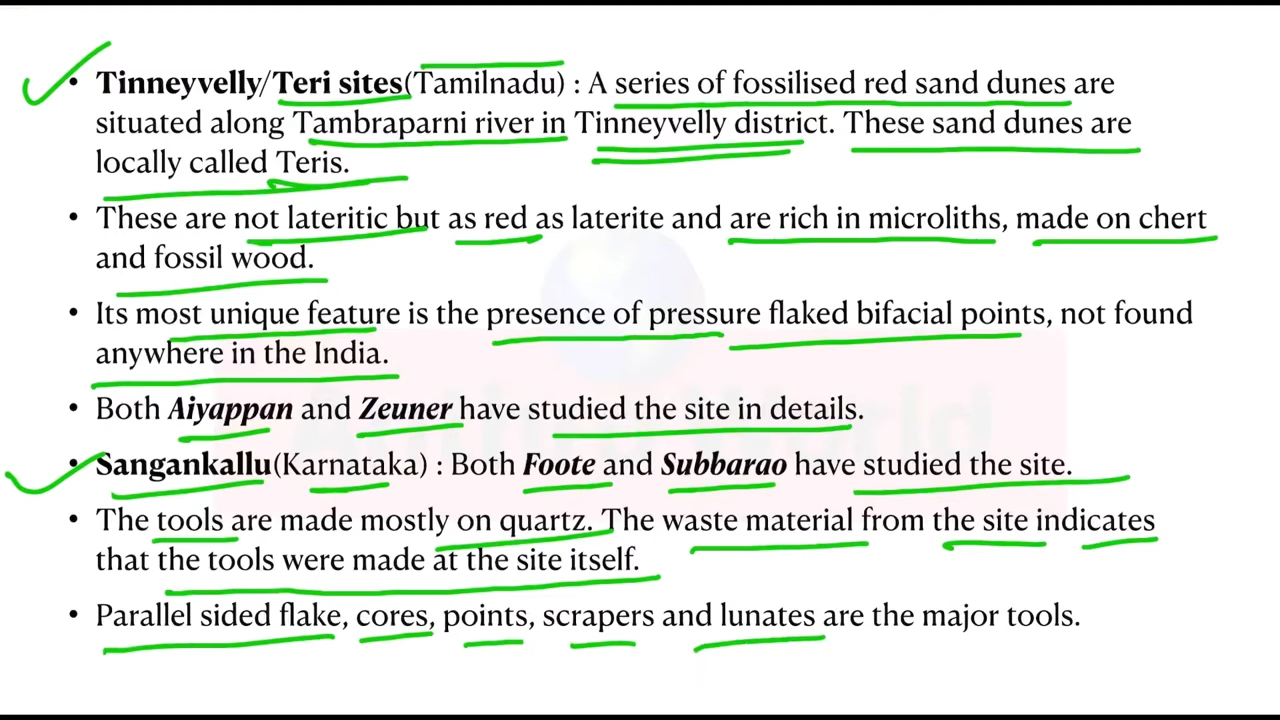 • Tinneyvelly/Teri sites(Tamilnadu) : A series of fossilised red sand dunes are
situated along Tambraparni river in Tinneyvelly district. These sand dunes are
locally called Teris.
• These are not lateritic but as red as laterite and are rich in microliths, made on chert
and fossil wood.
• Its most unique feature is the presence of pressure flaked bifacial points, not found
anywhere in the India.
• Both Aiyappan and Zeuner have studied the site in details.
• Sangankallu(Karnataka) : Both Foote and Subbarao have studied the site.
• The tools are made mostly on quartz. The waste material from the site indicates
that the tools were made at the site itself.
• Parallel sided flake, cores, points, scrapers and lunates are the major tools.